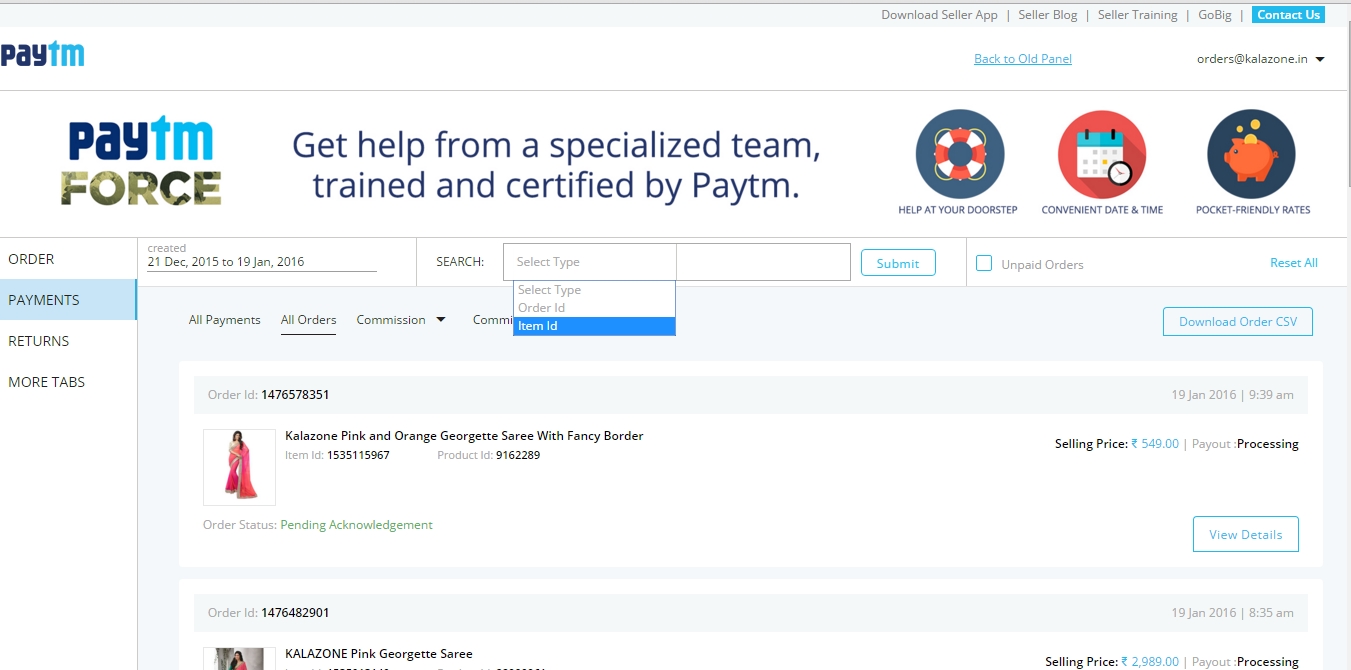 Download Seller App | Seller Blog | Seller Training | GoBig | Contact Us
paytm
Back to Old Panel
orders@kalazone.in
paytm
FORCE
Get help from a specialized team,
trained and certified by Paytm.
HELP AT YOUR DOORSTEP
CONVENIENT DATE & TIME
POCKET-FRIENDLY RATES
ORDER
PAYMENTS
RETURNS
MORE TABS
created
21 Dec, 2015 to 19 Jan, 2016
SEARCH:
Select Type
Submit
Unpaid Orders
Reset All
Select Type
Order Id
Item Id
All Payments
All Orders
Commission
Commi
Download Order CSV
Order Id: 1476578351
19 Jan 2016 | 9:39 am
Kalazone Pink and Orange Georgette Saree With Fancy Border
Item Id: 1535115967 Product Id: 9162289
Selling Price: ₹ 549.00 | Payout :Processing
Order Status: Pending Acknowledgement
View Details
Order Id: 1476482901
19 Jan 2016 | 8:35 am
KALAZONE Pink Georgette Saree
Selling Price: ₹ 2,989.00 | Payout :Processing